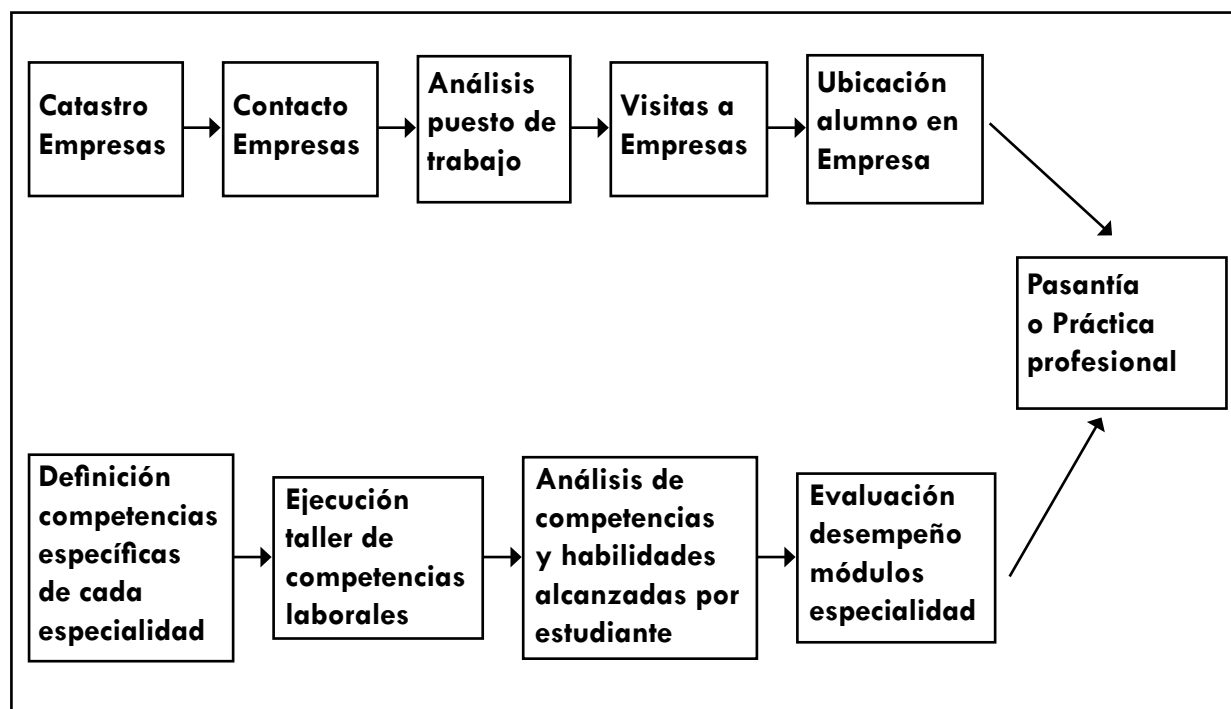 Catastro
Empresas
Contacto
Empresas
Análisis
puesto de
trabajo
Visitas a
Empresas
Ubicación
alumno en
Empresa
Pasantía
o Práctica
profesional
Definición
competencias
específicas
de cada
especialidad
Ejecución
taller de
competencias
laborales
Análisis de
competencias
y habilidades
alcanzadas por
estudiante
Evaluación
desempeño
módulos
especialidad